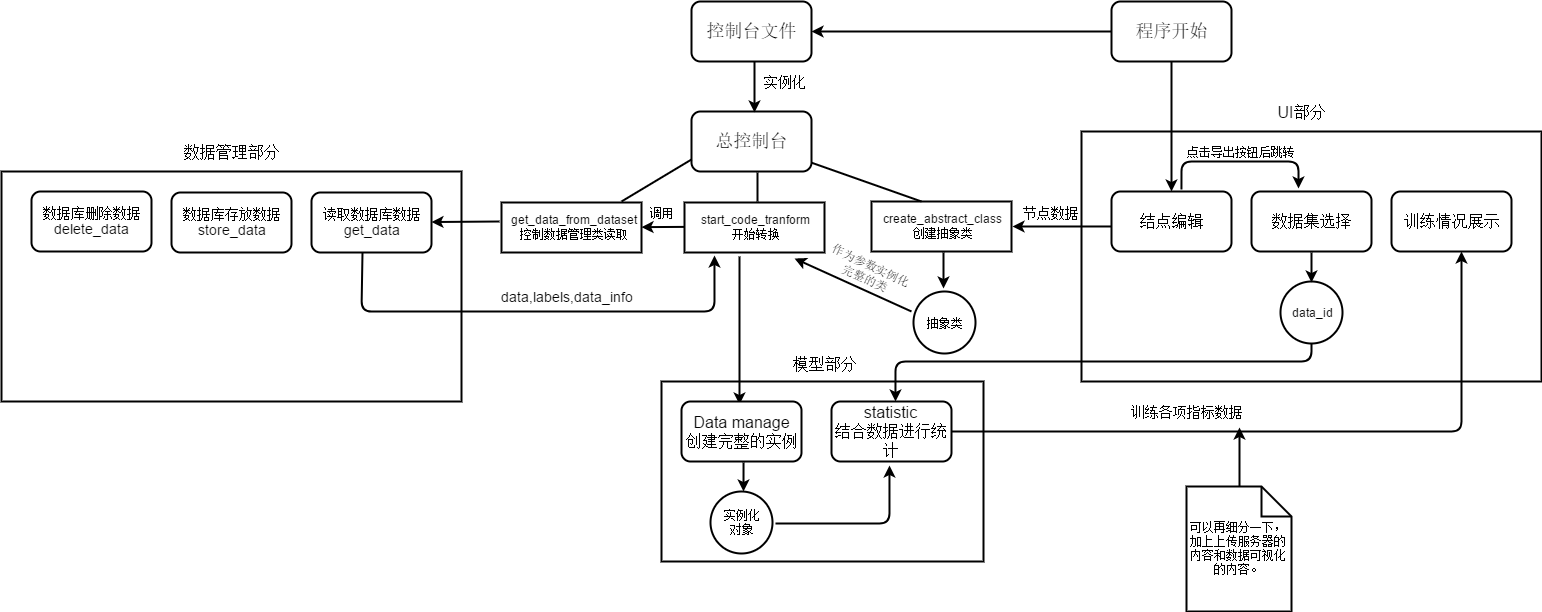 控制台文件
程序开始
实例化
总控制台
UI部分
数据管理部分
点击导出按钮后跳转
数据库删除数据
delete_data
数据库存放数据
store_data
读取数据库数据
get_data
get_data_from_dataset
控制数据管理类读取
调用
start_code_tranform
开始转换
create_abstract_class
创建抽象类
节点数据
结点编辑
数据集选择
训练情况展示
作为参数实例化
完整的类
data,labels,data_info
抽象类
data_id
模型部分
Data manage
创建完整的实例
statistic
结合数据进行统
计
训练各项指标数据
实例化
对象
可以再细分一下，
加上上传服务器的
内容和数据可视化
的内容。